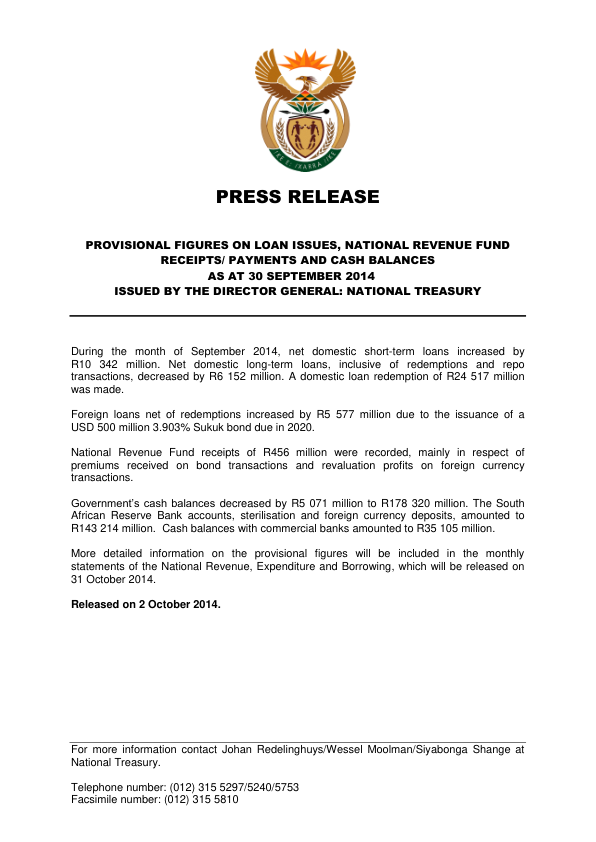 !KE E: /XARRA //KE
PRESS RELEASE
PROVISIONAL FIGURES ON LOAN ISSUES, NATIONAL REVENUE FUND
RECEIPTS/ PAYMENTS AND CASH BALANCES
AS AT 30 SEPTEMBER 2014
ISSUED BY THE DIRECTOR GENERAL: NATIONAL TREASURY
During the month of September 2014, net domestic short-term loans increased by
R10 342 million. Net domestic long-term loans, inclusive of redemptions and repo
transactions, decreased by R6 152 million. A domestic loan redemption of R24 517 million
was made.
Foreign loans net of redemptions increased by R5 577 million due to the issuance of a
USD 500 million 3.903% Sukuk bond due in 2020.
National Revenue Fund receipts of R456 million were recorded, mainly in respect of
premiums received on bond transactions and revaluation profits on foreign currency
transactions.
Government's cash balances decreased by R5 071 million to R178 320 million. The South
African Reserve Bank accounts, sterilisation and foreign currency deposits, amounted to
R143 214 million.  Cash balances with commercial banks amounted to R35 105 million.
More detailed information on the provisional figures will be included in the monthly
statements of the National Revenue, Expenditure and Borrowing, which will be released on
31 October 2014.
Released on 2 October 2014.
For more information contact Johan Redelinghuys/Wessel Moolman/Siyabonga Shange at
National Treasury.
Telephone number: (012) 315 5297/5240/5753
Facsimile number: (012) 315 5810